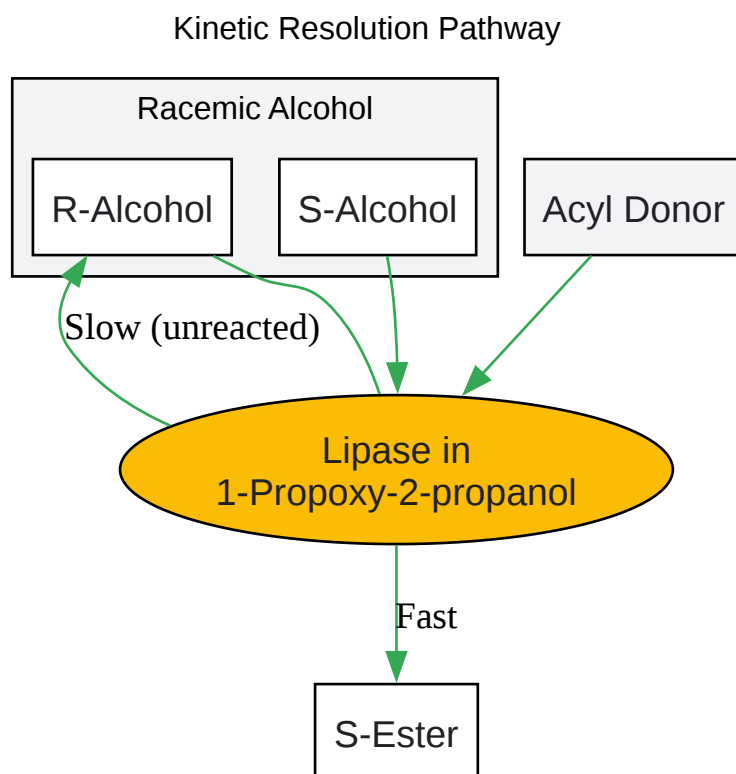 Kinetic Resolution Pathway
Racemic Alcohol
R-Alcohol
S-Alcohol
Acyl Donor
Slow (unreacted)
Lipase in
1-Propoxy-2-propanol
Fast
S-Ester